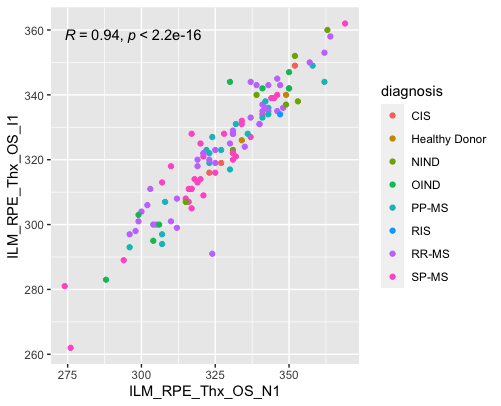 R = 0.94, p < 2.2e-16
360
340
320
300
280
260
ILM_RPE_Thx_OS_I1
275
300
325
350
ILM_RPE_Thx_OS_N1
diagnosis
CIS
Healthy Donor
NIND
OIND
PP-MS
RIS
RR-MS
SP-MS